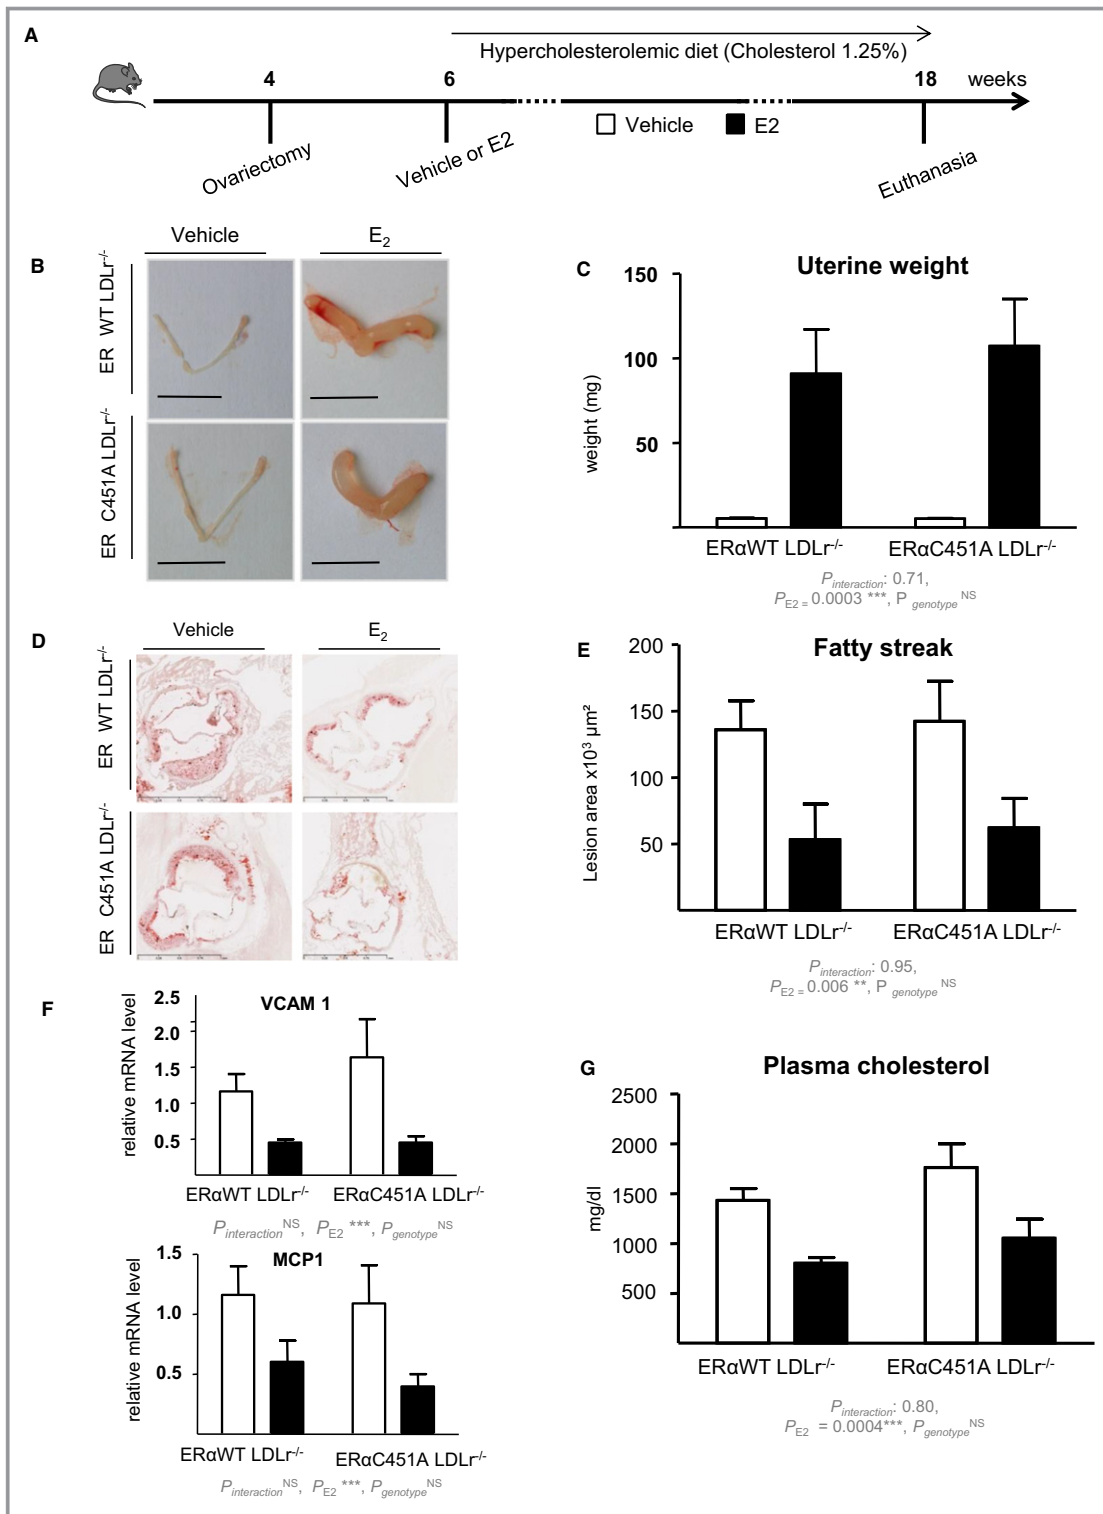 A
Hypercholesterolemic diet (Cholesterol 1.25%)
4
6
18
weeks
Vehicle
E2
Ovariectomy
Vehicle or E2
Euthanasia
B
Vehicle
E2
ER WT LDLr-/-
ER C451A LDLr-/-
C
Uterine weight
weight (mg)
150
100
50
ERαWT LDLr-/-
ERαC451A LDLr-/-
Pinteraction: 0.71,
PE2 = 0.0003 ***, P genotype NS
D
Vehicle
E2
ER WT LDLr-/-
ER C451A LDLr-/-
E
Fatty streak
Lesion area x10³ µm²
200
150
100
50
ERαWT LDLr-/-
ERαC451A LDLr-/-
Pinteraction: 0.95,
PE2 = 0.006 **, P genotype NS
F
VCAM 1
relative mRNA level
2.5
2.0
1.5
1.0
0.5
ERαWT LDLr-/-
ERαC451A LDLr-/-
Pinteraction NS, PE2 ***, Pgenotype NS
MCP1
relative mRNA level
1.5
1.0
0.5
ERαWT LDLr-/-
ERαC451A LDLr-/-
Pinteraction NS, PE2 ***, Pgenotype NS
G
Plasma cholesterol
mg/dl
2500
2000
1500
1000
500
ERαWT LDLr-/-
ERαC451A LDLr-/-
Pinteraction: 0.80,
PE2 = 0.0004***, Pgenotype NS